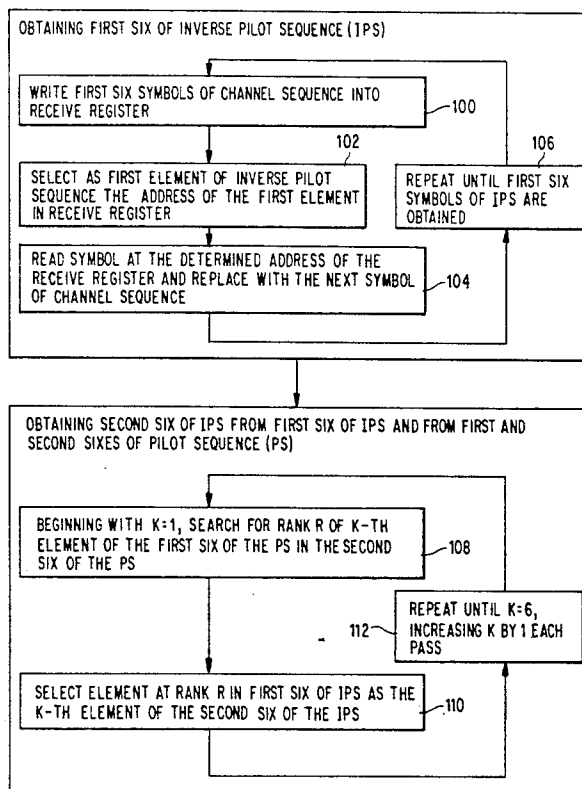 OBTAINING FIRST SIX OF INVERSE PILOT SEQUENCE (IPS)
WRITE FIRST SIX SYMBOLS OF CHANNEL SEQUENCE INTO
RECEIVE REGISTER
100
102
SELECT AS FIRST ELEMENT OF INVERSE PILOT
SEQUENCE THE ADDRESS OF THE FIRST ELEMENT
IN RECEIVE REGISTER
106
REPEAT UNTIL FIRST SIX
SYMBOLS OF IPS ARE
OBTAINED
READ SYMBOL AT THE DETERMINED ADDRESS OF THE
RECEIVE REGISTER AND REPLACE WITH THE NEXT SYMBOL
OF CHANNEL SEQUENCE
104
OBTAINING SECOND SIX OF IPS FROM FIRST SIX OF IPS AND FROM FIRST AND
SECOND SIXES OF PILOT SEQUENCE (PS)
BEGINNING WITH K=1, SEARCH FOR RANK R OF K-TH
ELEMENT OF THE FIRST SIX OF THE PS IN THE SECOND
SIX OF THE PS
108
REPEAT UNTIL K=6,
INCREASING K BY 1 EACH
PASS
112
SELECT ELEMENT AT RANK R IN FIRST SIX OF IPS AS THE
K-TH ELEMENT OF THE SECOND SIX OF THE IPS
110